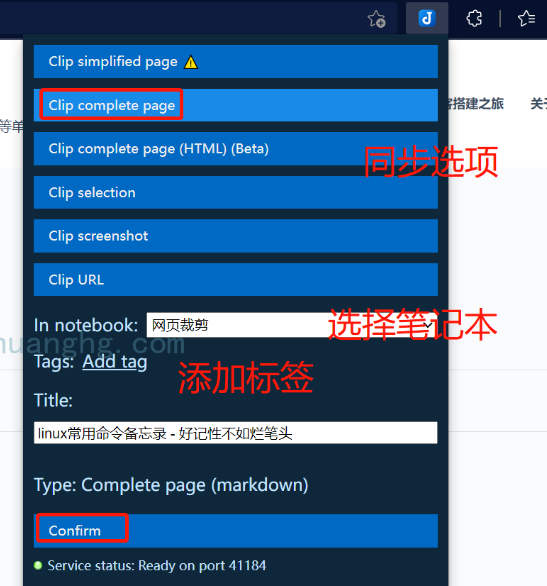 Clip simplified page
Clip complete page
搭建之旅
关于
等单
Clip complete page (HTML) (Beta)
同步选项
Clip selection
Clip screenshot
Clip URL
In notebook: 网页裁剪
选择笔记本
huanghg.com
Tags: Add tag
添加标签
Title:
linux常用命令备忘录 - 好记性不如烂笔头
Type: Complete page (markdown)
Confirm
Service status: Ready on port 41184